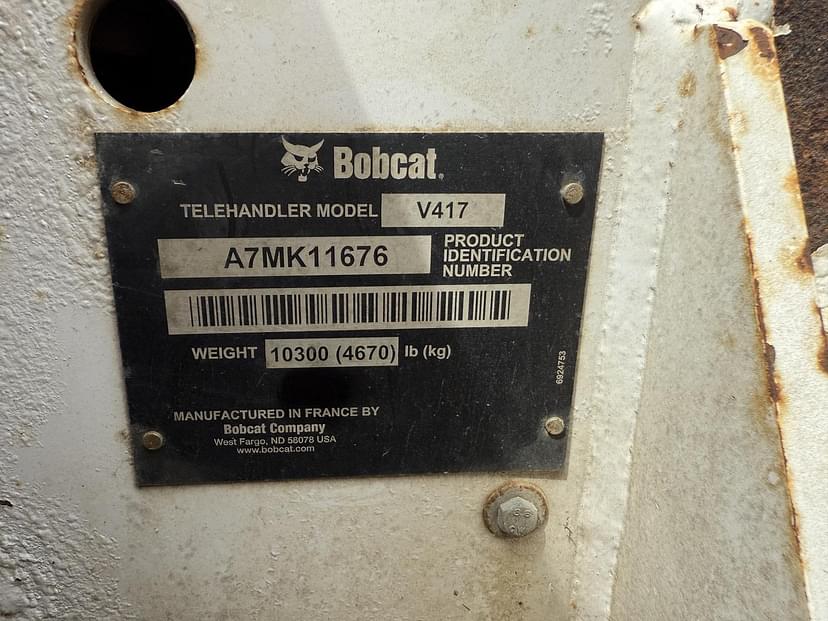 Bobcat.
TELEHANDLER MODEL V417
A7MK11676 PRODUCT
IDENTIFICATION
NUMBER
WEIGHT 10300 (4670) lb (kg)
6924753
MANUFACTURED IN FRANCE BY
Bobcat Company
West Fargo, ND 58078 USA
www.bobcat.com